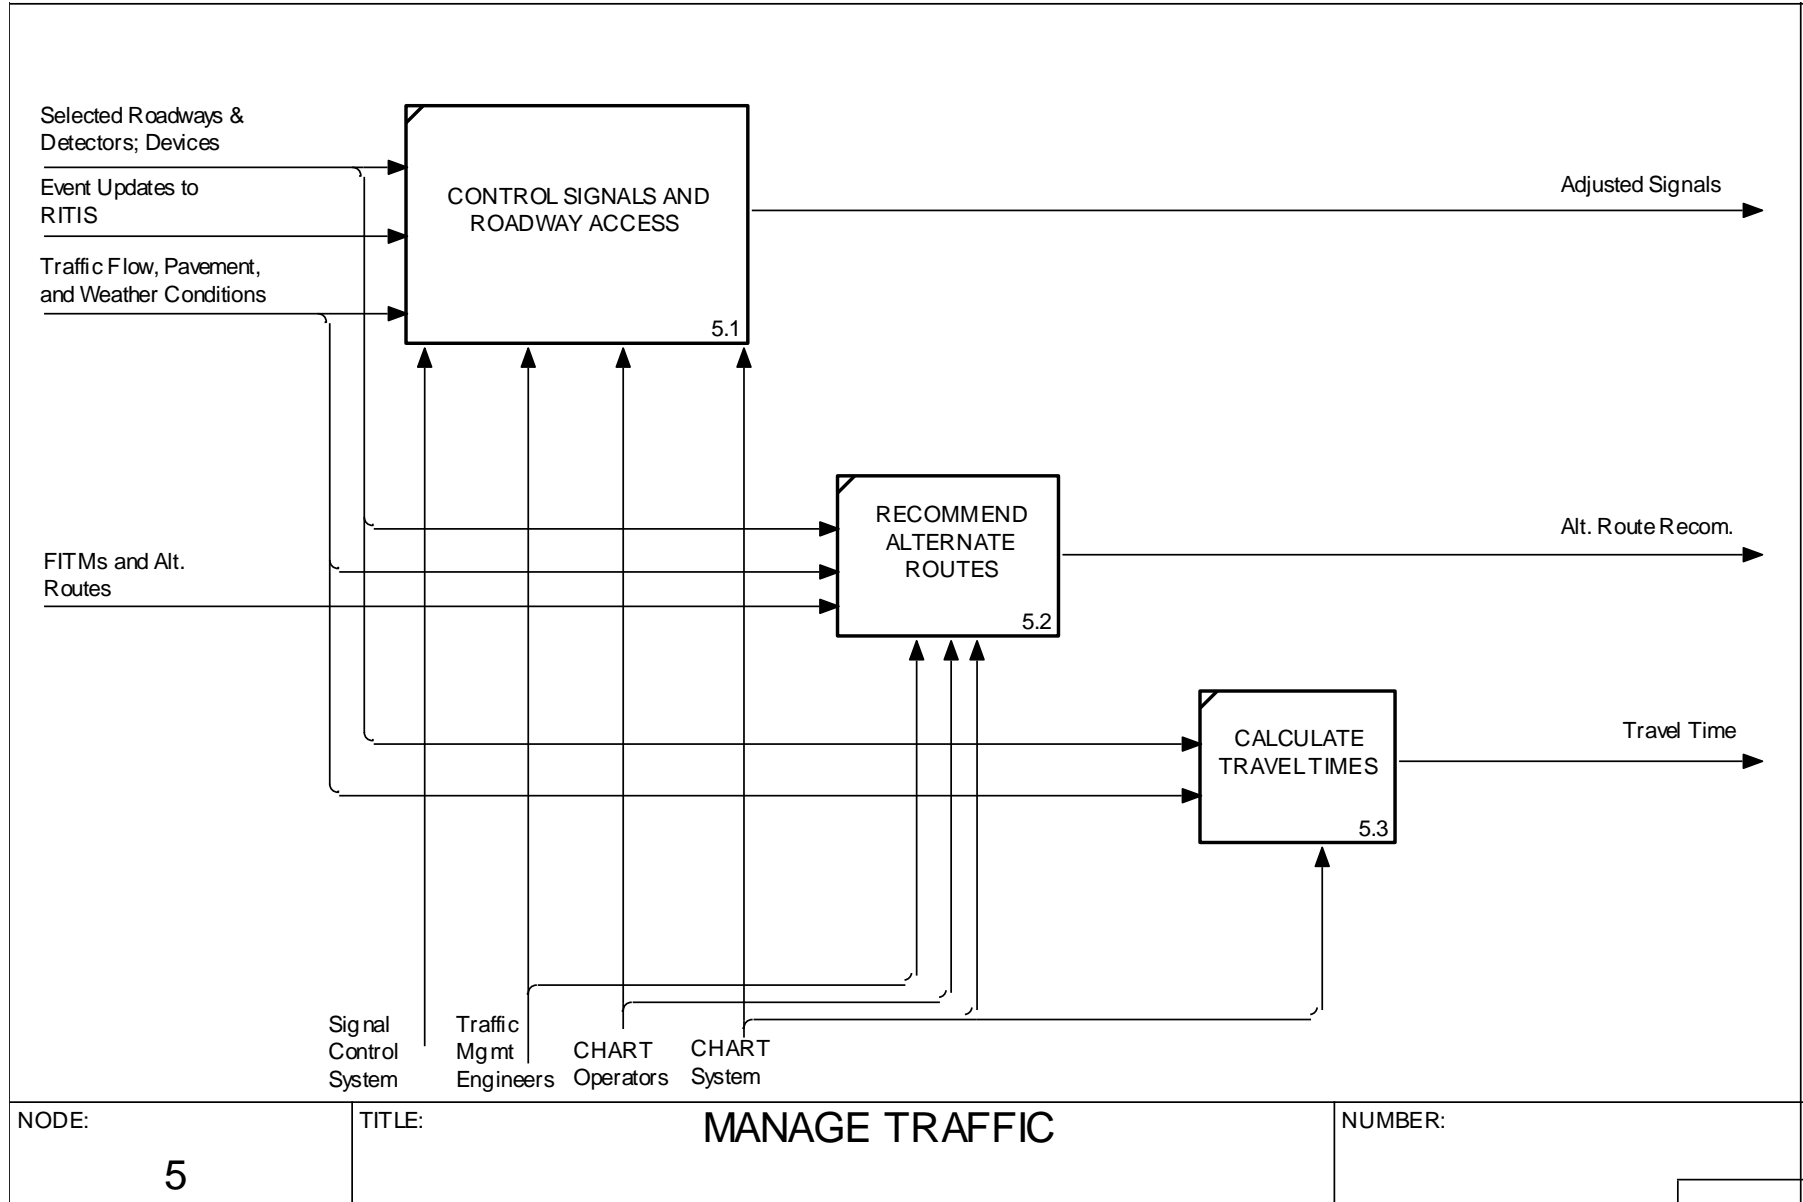 Selected Roadways &
Detectors; Devices
Event Updates to
RITIS
Traffic Flow, Pavement,
and Weather Conditions
CONTROL SIGNALS AND
ROADWAY ACCESS
5.1
Adjusted Signals
RECOMMEND
ALTERNATE
ROUTES
5.2
Alt. Route Recom.
FITMs and Alt.
Routes
CALCULATE
TRAVEL TIMES
5.3
Travel Time
Signal
Control
System
Traffic
Mgmt
Engineers
CHART
Operators
CHART
System
NODE:
5
TITLE:
MANAGE TRAFFIC
NUMBER: